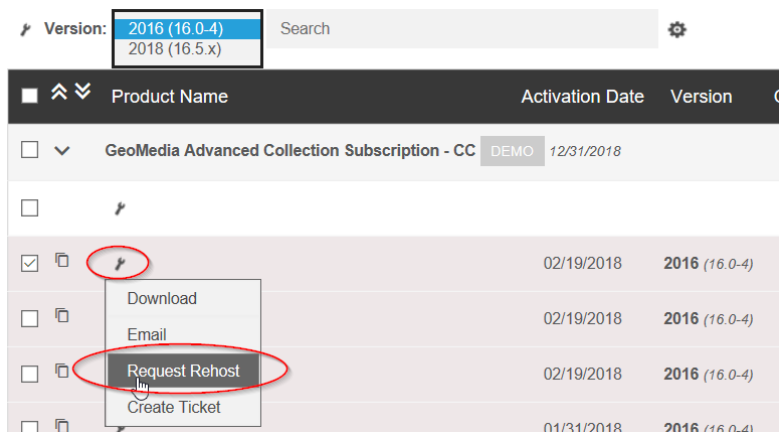 Version: 2016 (16.0-4) Search
2018 (16.5.x)
Product Name Activation Date Version
GeoMedia Advanced Collection Subscription - CC DEMO 12/31/2018
02/19/2018 2016 (16.0-4)
Download
02/19/2018 2016 (16.0-4)
Email
Request Rehost 02/19/2018 2016 (16.0-4)
Create Ticket
01/31/2018 2016 (16.0-4)